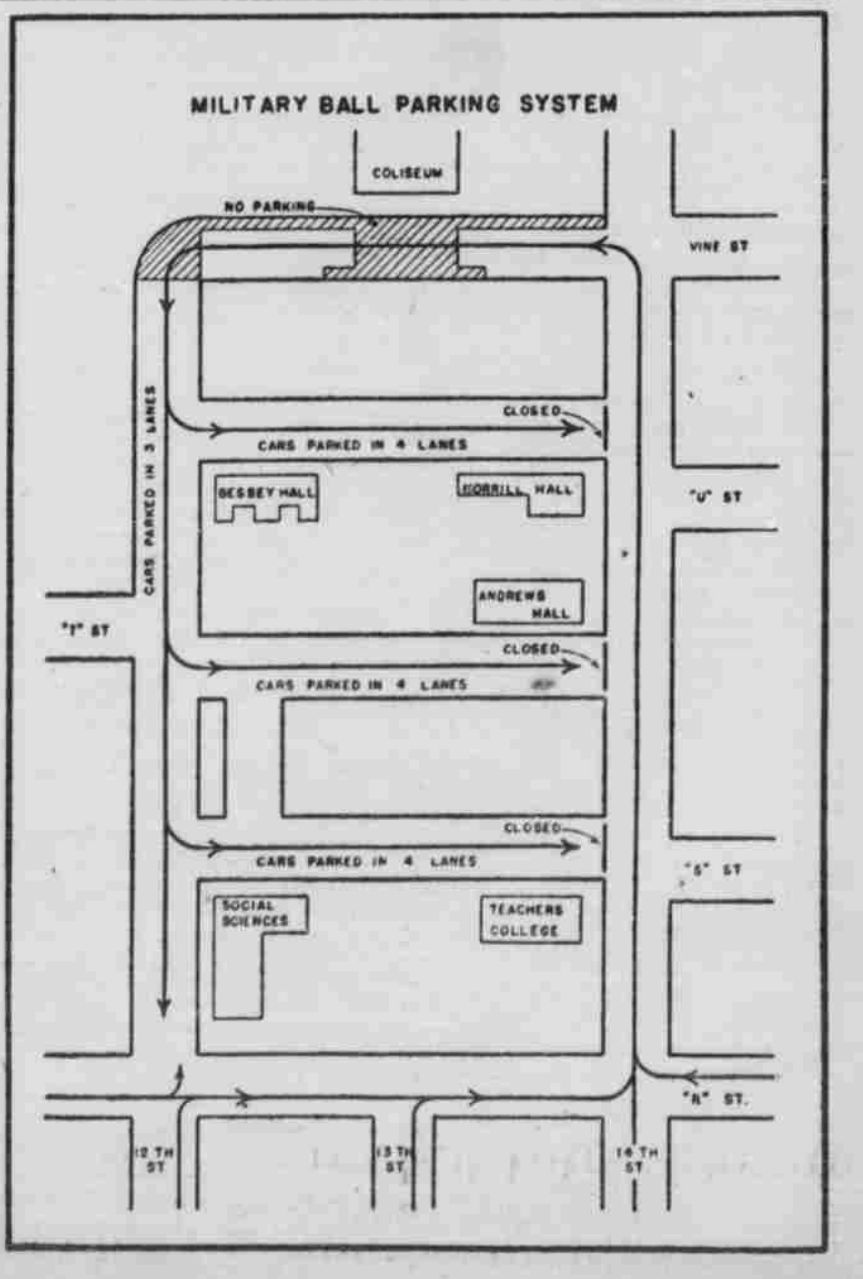 MILITARY BALL PARKING SYSTEM
COLISEUM
NO PARKING
VINE ST
CLOSED
CARS PARKED IN 4 LANES
CARS PARKED IN 3 LANES
BESSEY HALL
MORRILL HALL
"U" ST
ANDREWS
HALL
"T" ST
CLOSED
CARS PARKED IN 4 LANES
CLOSED
CARS PARKED IN 4 LANES
"S" ST
SOCIAL
SCIENCES
TEACHERS
COLLEGE
"R" ST.
12 TH
ST.
13 TH
ST.
14 TH
ST.